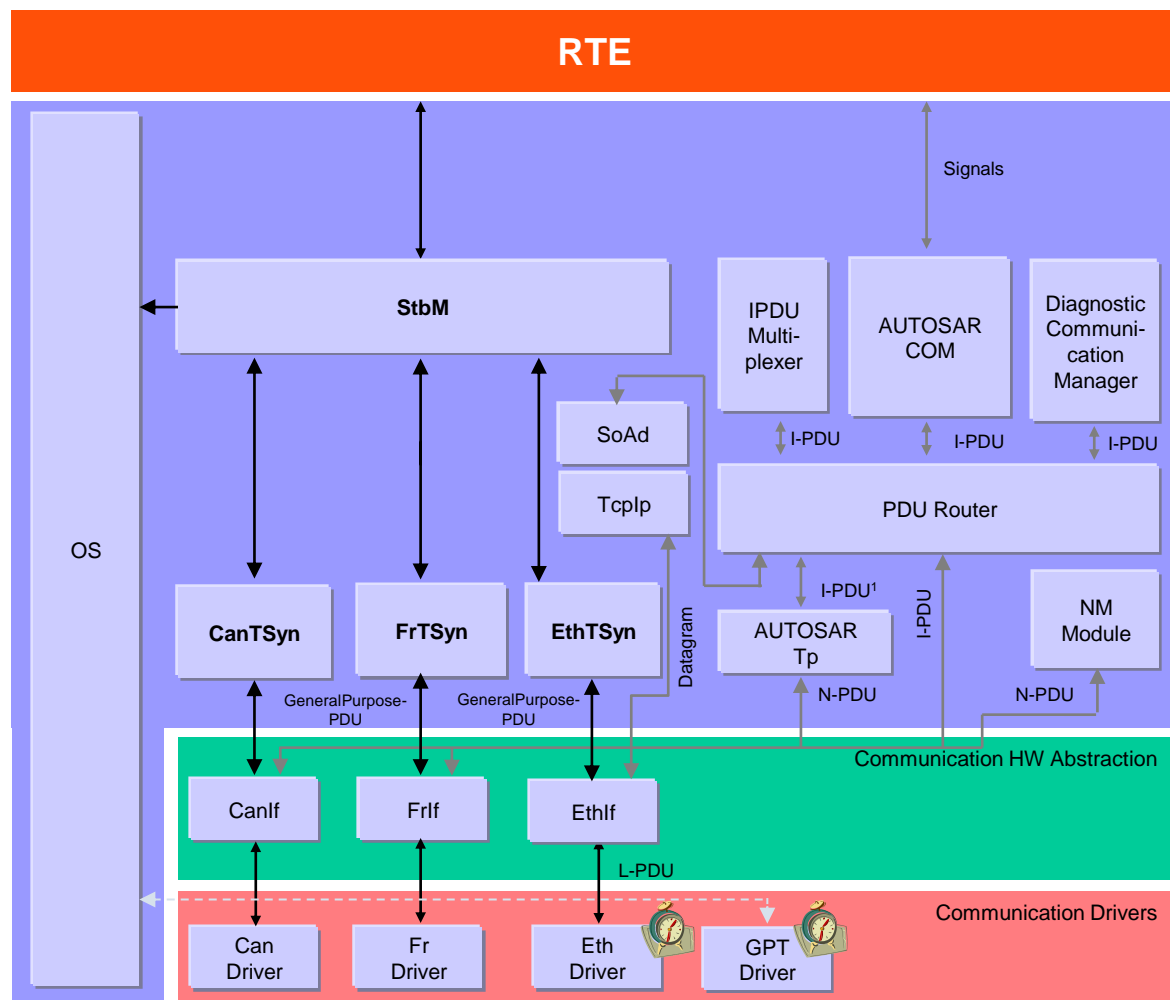 RTE
Signals
StbM
IPDU
Multi-
plexer
AUTOSAR
COM
Diagnostic
Communi-
cation
Manager
SoAd
I-PDU
I-PDU
I-PDU
TcpIp
PDU Router
OS
I-PDU¹
I-PDU
CanTSyn
FrTSyn
EthTSyn
Datagram
AUTOSAR
Tp
NM
Module
GeneralPurpose-
PDU
GeneralPurpose-
PDU
N-PDU
N-PDU
Communication HW Abstraction
CanIf
FrIf
EthIf
L-PDU
Communication Drivers
Can
Driver
Fr
Driver
Eth
Driver
GPT
Driver